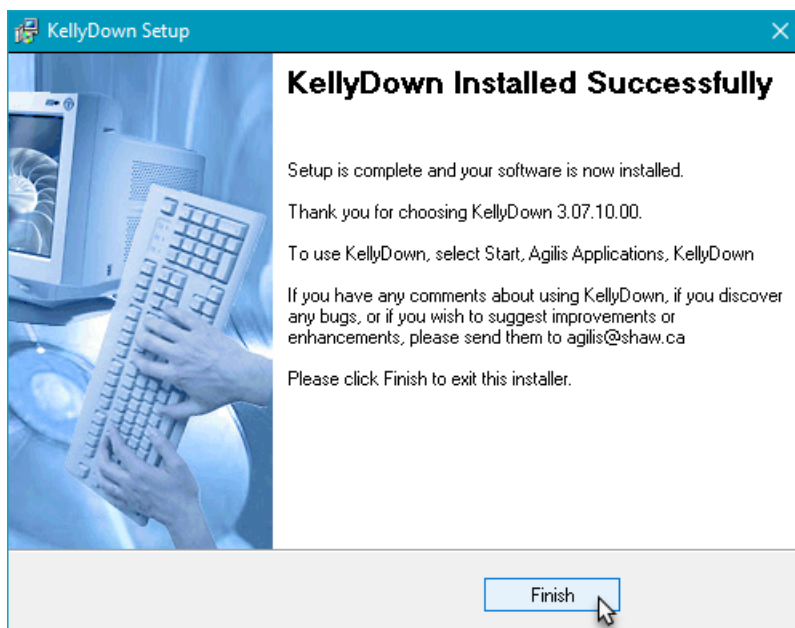 KellyDown Setup
KellyDown Installed Successfully
Setup is complete and your software is now installed.
Thank you for choosing KellyDown 3.07.10.00.
To use KellyDown, select Start, Agilis Applications, KellyDown
If you have any comments about using KellyDown, if you discover
any bugs, or if you wish to suggest improvements or
enhancements, please send them to agilis@shaw.ca
Please click Finish to exit this installer.
Finish